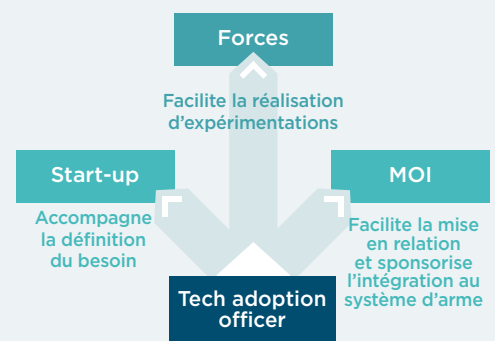 Forces
Facilite la réalisation
d'expérimentations
Start-up
Accompagne
la définition
du besoin
MOI
Facilite la mise
en relation
et sponsorise
l'intégration au
système d'arme
Tech adoption
officer